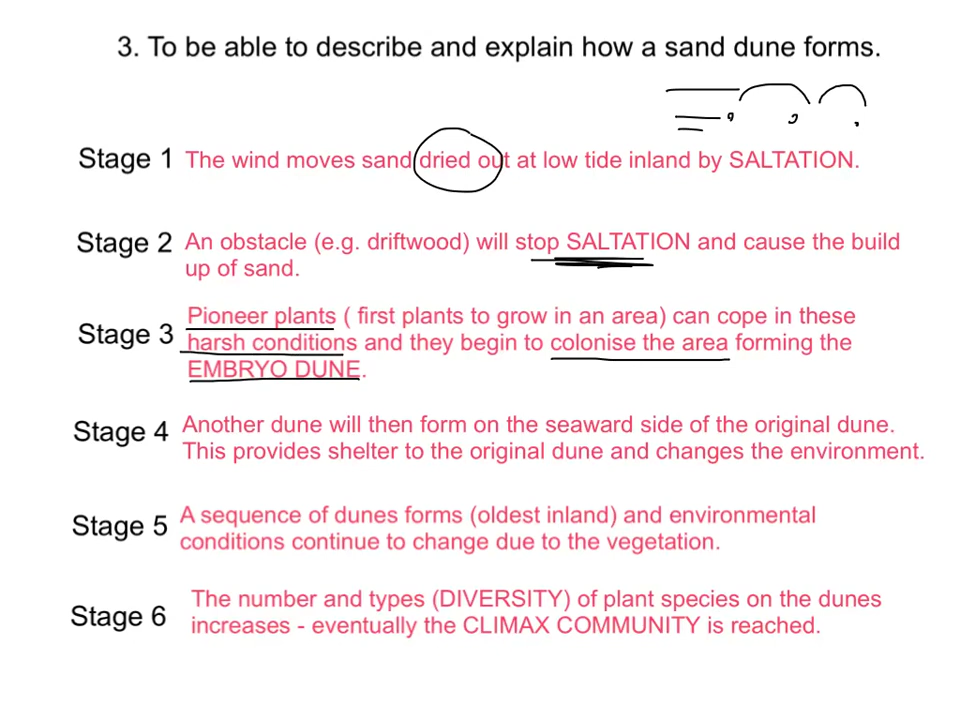 3. To be able to describe and explain how a sand dune forms.
Stage 1 The wind moves sand dried out at low tide inland by SALTATION.
Stage 2 An obstacle (e.g. driftwood) will stop SALTATION and cause the build
up of sand.
Stage 3 Pioneer plants ( first plants to grow in an area) can cope in these
harsh conditions and they begin to colonise the area forming the
EMBRYO DUNE.
Stage 4 Another dune will then form on the seaward side of the original dune.
This provides shelter to the original dune and changes the environment.
Stage 5 A sequence of dunes forms (oldest inland) and environmental
conditions continue to change due to the vegetation.
Stage 6 The number and types (DIVERSITY) of plant species on the dunes
increases - eventually the CLIMAX COMMUNITY is reached.